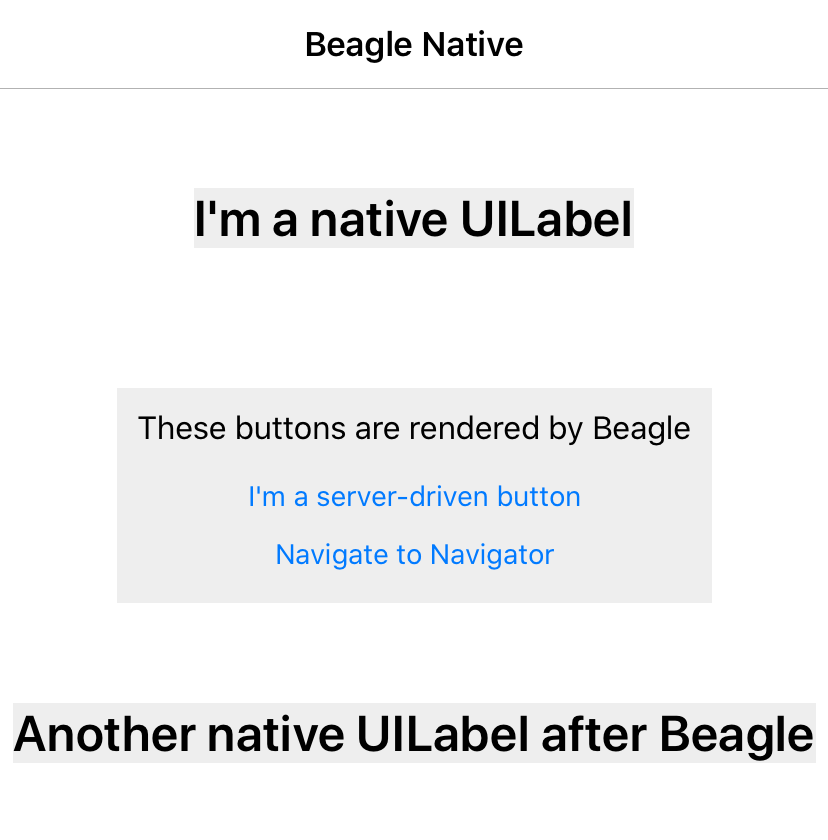 Beagle Native
I'm a native UILabel
These buttons are rendered by Beagle
I'm a server-driven button
Navigate to Navigator
Another native UILabel after Beagle